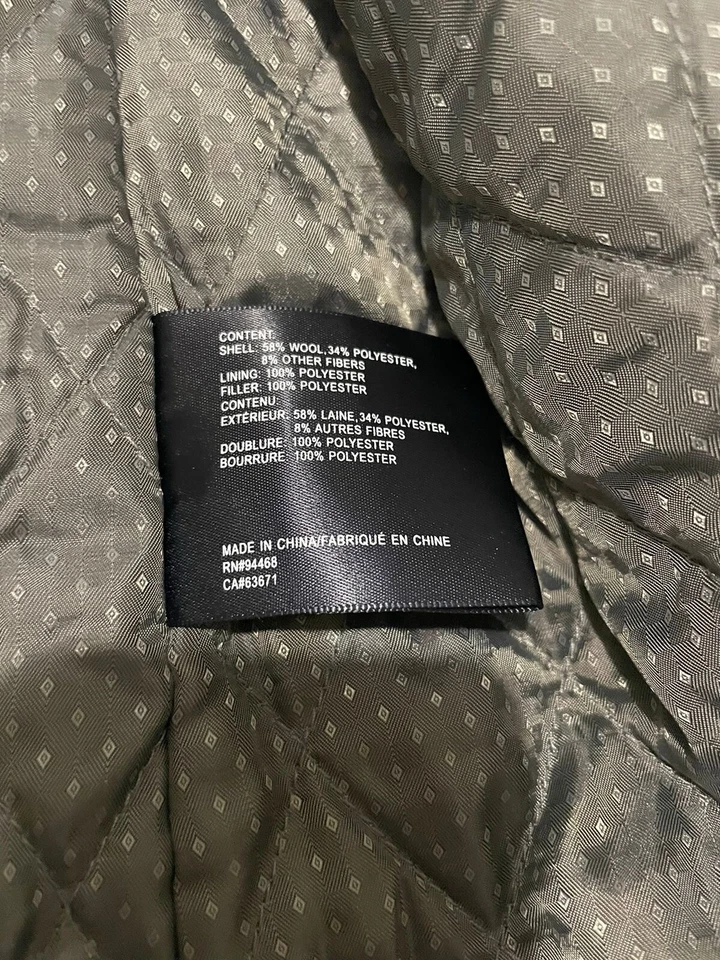 CONTENT:
SHELL: 58% WOOL,34% POLYESTER,
8% OTHER FIBERS
LINING: 100% POLYESTER
FILLER: 100% POLYESTER
CONTENU:
EXTÉRIEUR: 58% LAINE,34% POLYESTER,
8% AUTRES FIBRES
DOUBLURE: 100% POLYESTER
BOURRURE: 100% POLYESTER
MADE IN CHINA/FABRIQUÉ EN CHINE
RN#94468
CA#63671